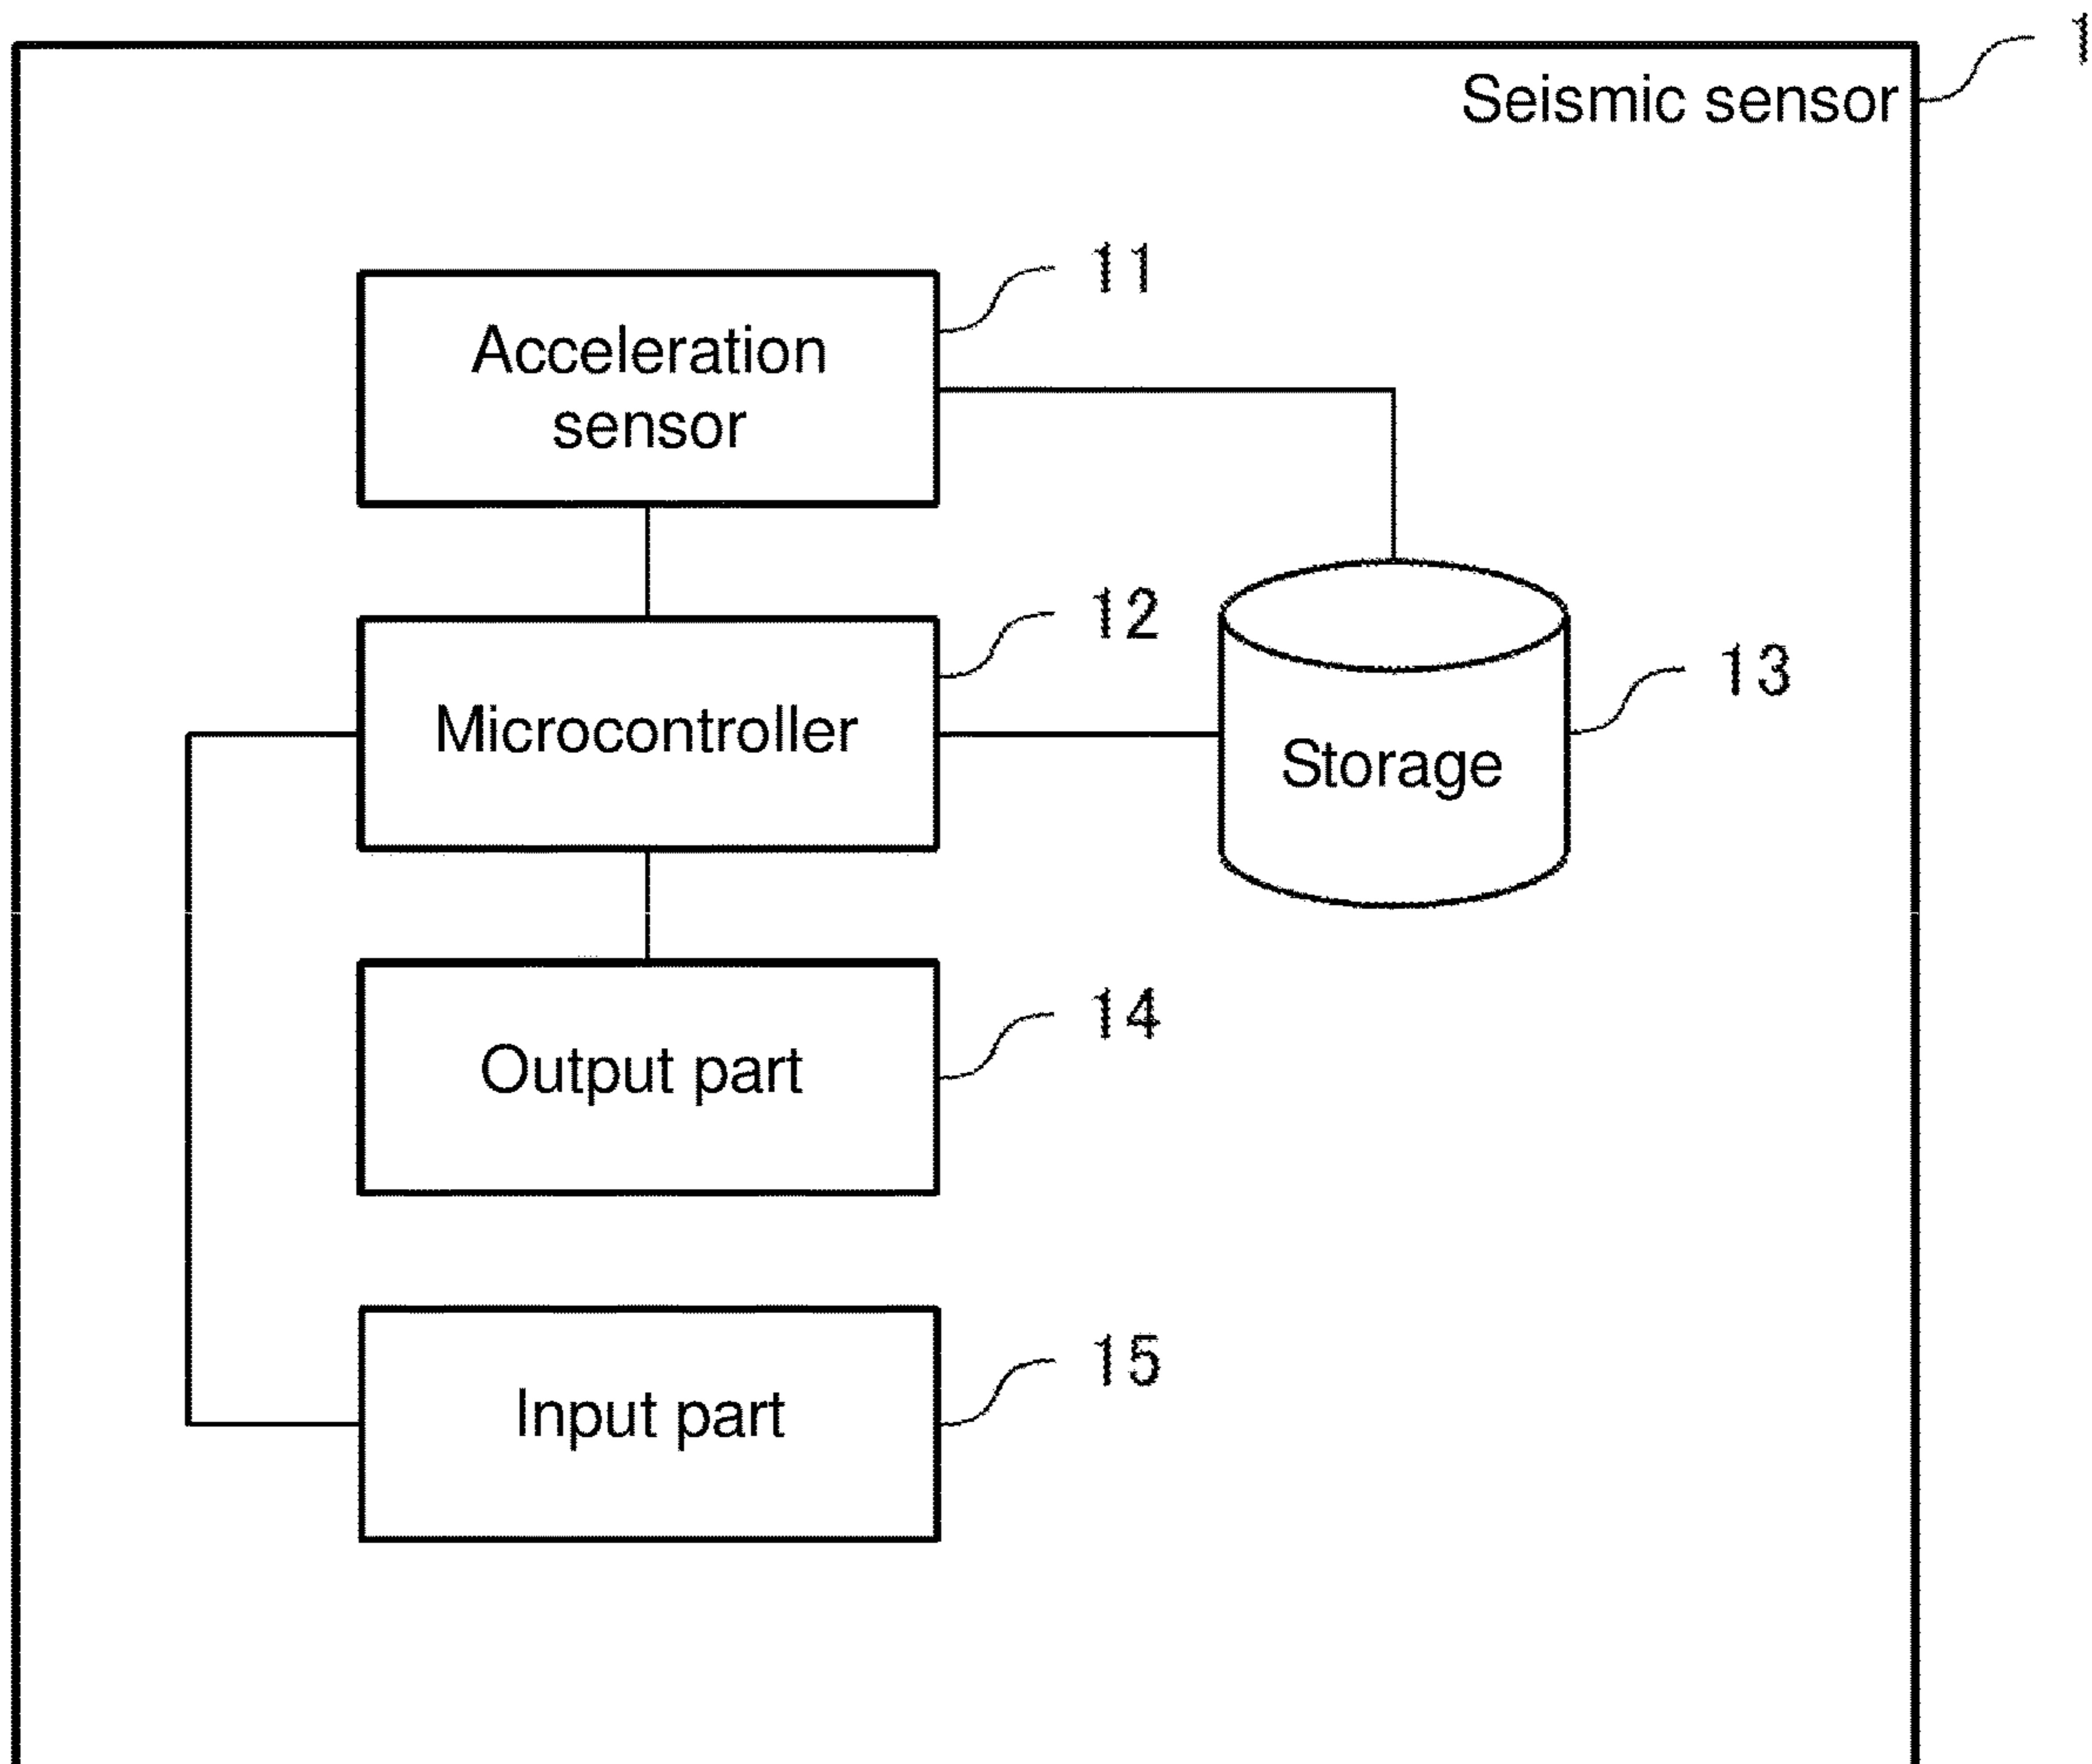 1
Seismic sensor
11
Acceleration
sensor
12
Microcontroller
13
Storage
14
Output part
15
Input part